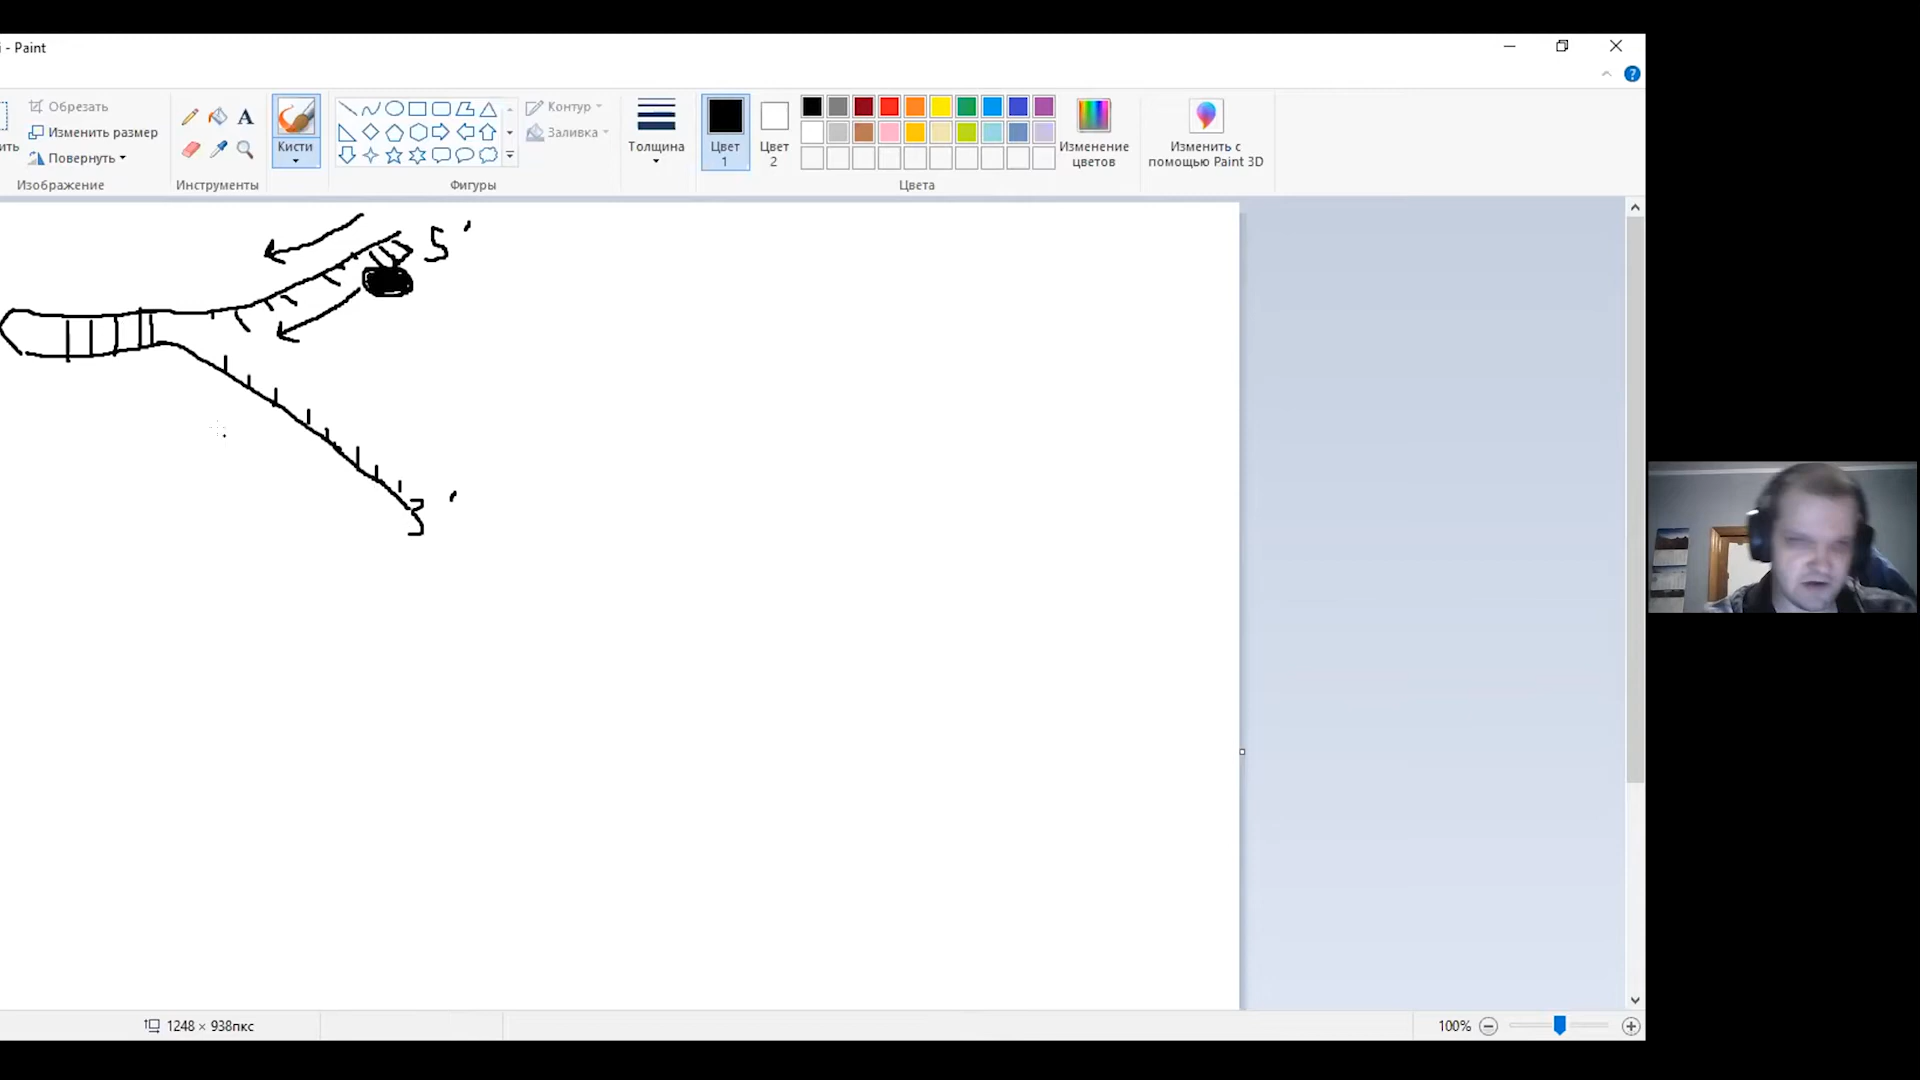 i - Paint
Обрезать
Изменить размер
ить
Повернуть
Изображение
A
Инструменты
Кисти
Контур
Заливка
Фигуры
Толщина
Цвет
1
Цвет
2
Изменение
цветов
Цвета
Изменить с
помощью Paint 3D
?
5'
3'
1248 × 938пкс
100%